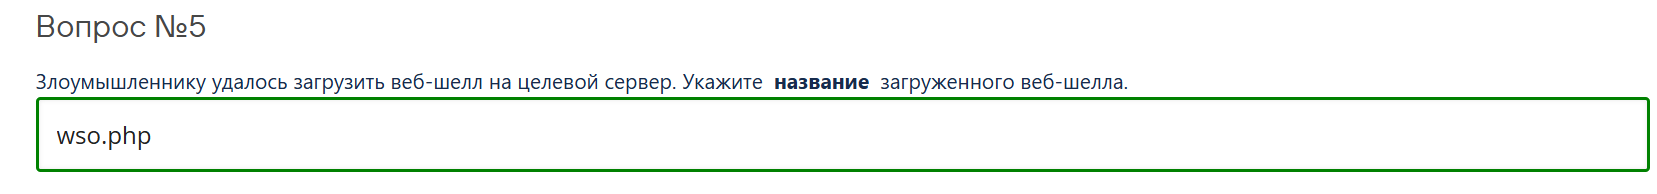 Вопрос №5
Злоумышленнику удалось загрузить веб-шелл на целевой сервер. Укажите название загруженного веб-шелла.
wso.php